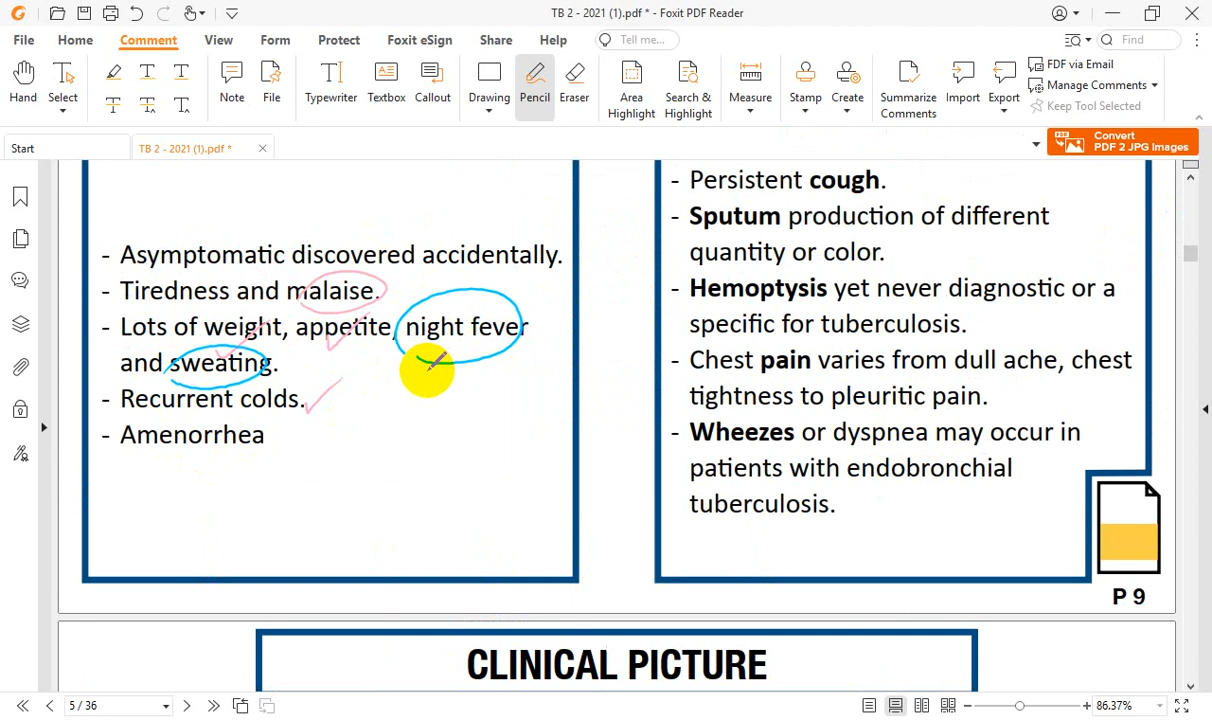 TB 2 - 2021 (1).pdf * - Foxit PDF Reader
File Home Comment View Form Protect Foxit eSign Share Help Tell me... Find
Hand Select Note File Typewriter Textbox Callout Drawing Pencil Eraser Area Highlight Search & Highlight Measure Stamp Create Summarize Comments Import Export
FDF via Email
Manage Comments
Keep Tool Selected
Start TB 2 - 2021 (1).pdf *
Convert
PDF 2 JPG Images
- Asymptomatic discovered accidentally.
- Tiredness and malaise.
- Lots of weight, appetite, night fever
and sweating.
- Recurrent colds.
- Amenorrhea
- Persistent cough.
- Sputum production of different
quantity or color.
- Hemoptysis yet never diagnostic or a
specific for tuberculosis.
- Chest pain varies from dull ache, chest
tightness to pleuritic pain.
- Wheezes or dyspnea may occur in
patients with endobronchial
tuberculosis.
P 9
CLINICAL PICTURE
5 / 36 86.37%